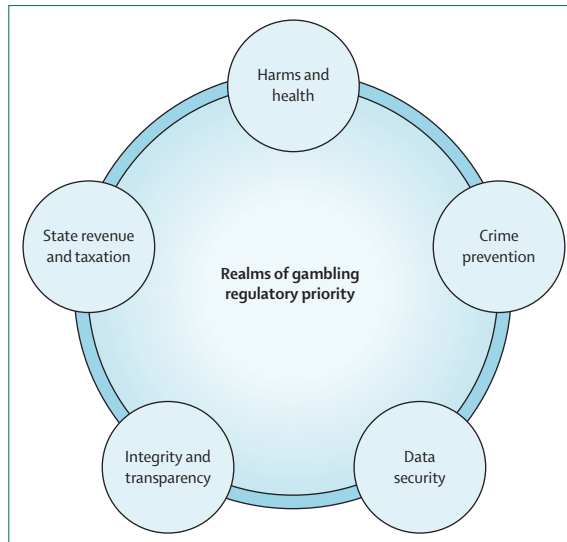 Harms and
health
State revenue
and taxation
Crime
prevention
Realms of gambling
regulatory priority
Integrity and
transparency
Data
security